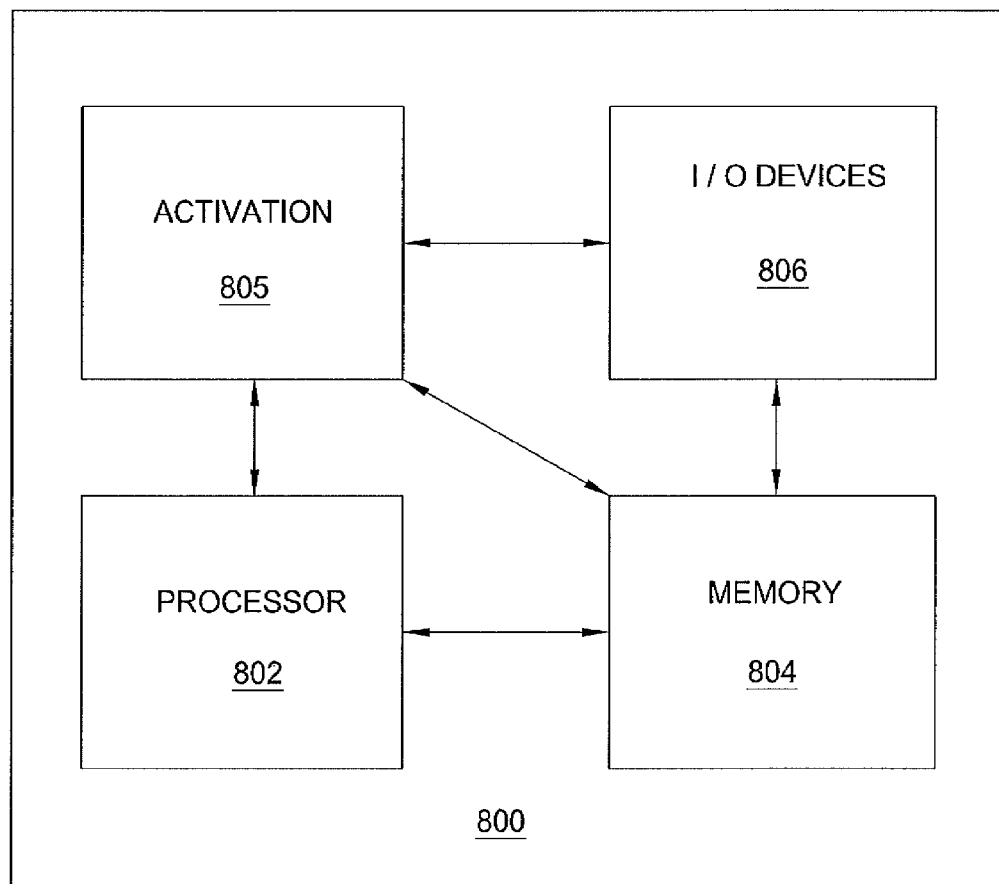 ACTIVATION
805
I / O DEVICES
806
PROCESSOR
802
MEMORY
804
800